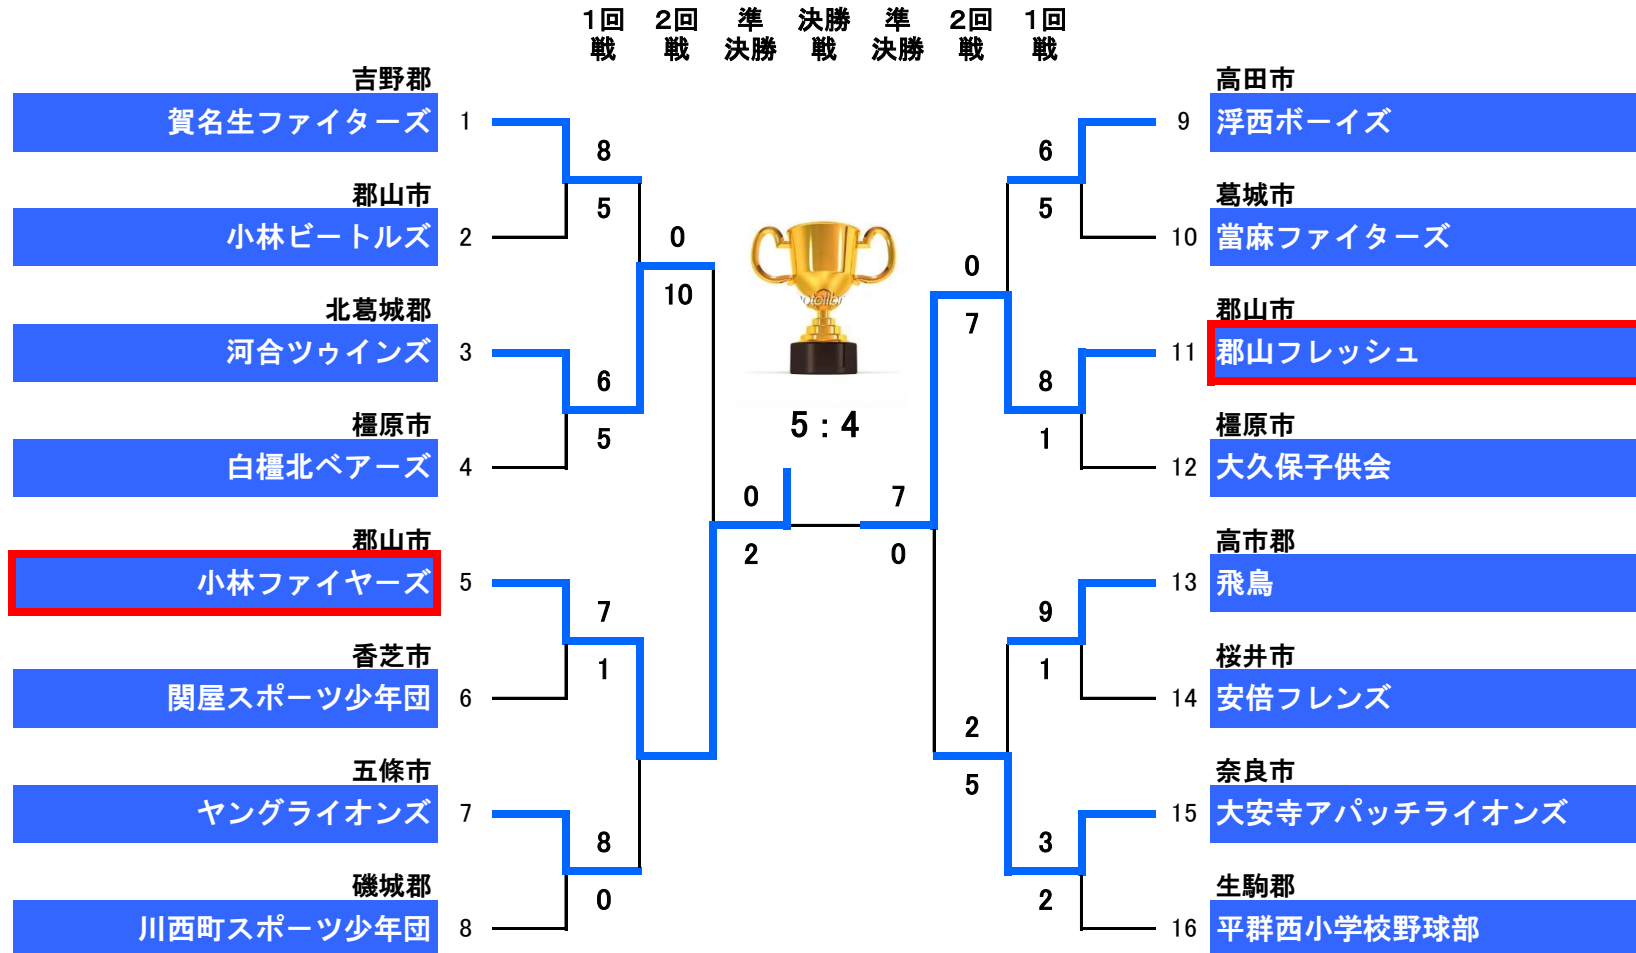 1回 2回 準 決勝 準 2回 1回
戦 戦 決勝 戦 決勝 戦 戦
吉野郡 高田市
賀名生ファイターズ 1 9 浮西ボーイズ
8 6
郡山市 葛城市
5 5
小林ビートルズ 2 10 當麻ファイターズ
0 0
10
北葛城郡 郡山市
7
河合ツゥインズ 3 11 郡山フレッシュ
6 8
橿原市 5 : 4 橿原市
5 1
白橿北ベアーズ 4 12 大久保子供会
0 7
郡山市 高市郡
2 0
小林ファイヤーズ 5 13 飛鳥
7 9
香芝市 桜井市
1 1
関屋スポーツ少年団 6 14 安倍フレンズ
2
五條市 奈良市
5
ヤングライオンズ 7 15 大安寺アパッチライオンズ
8 3
磯城郡 生駒郡
0 2
川西町スポーツ少年団 8 16 平群西小学校野球部